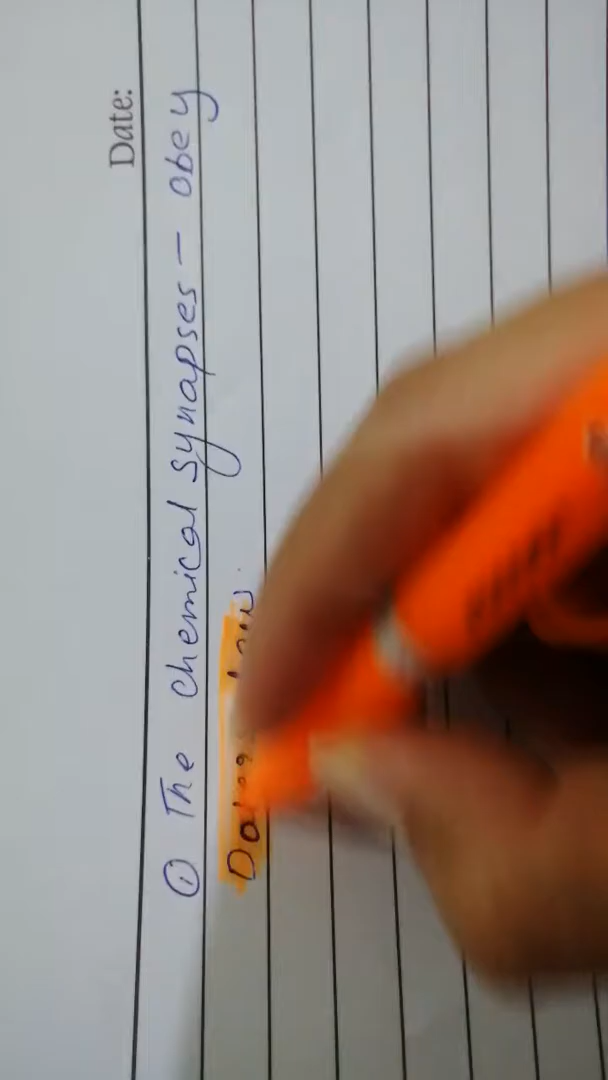 Date:
① The chemical synapses – obey